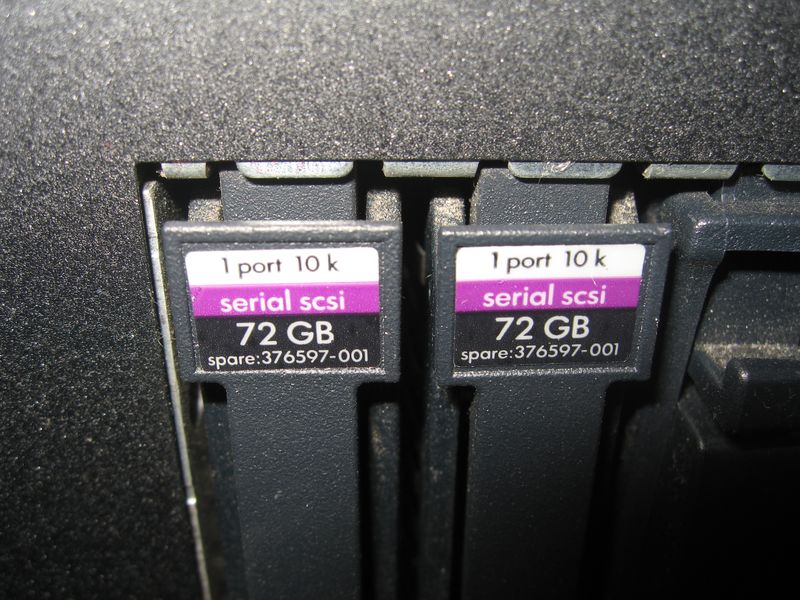 1 port 10 k
serial scsi
72 GB
spare:376597-001
1 port 10 k
serial scsi
72 GB
spare:376597-001